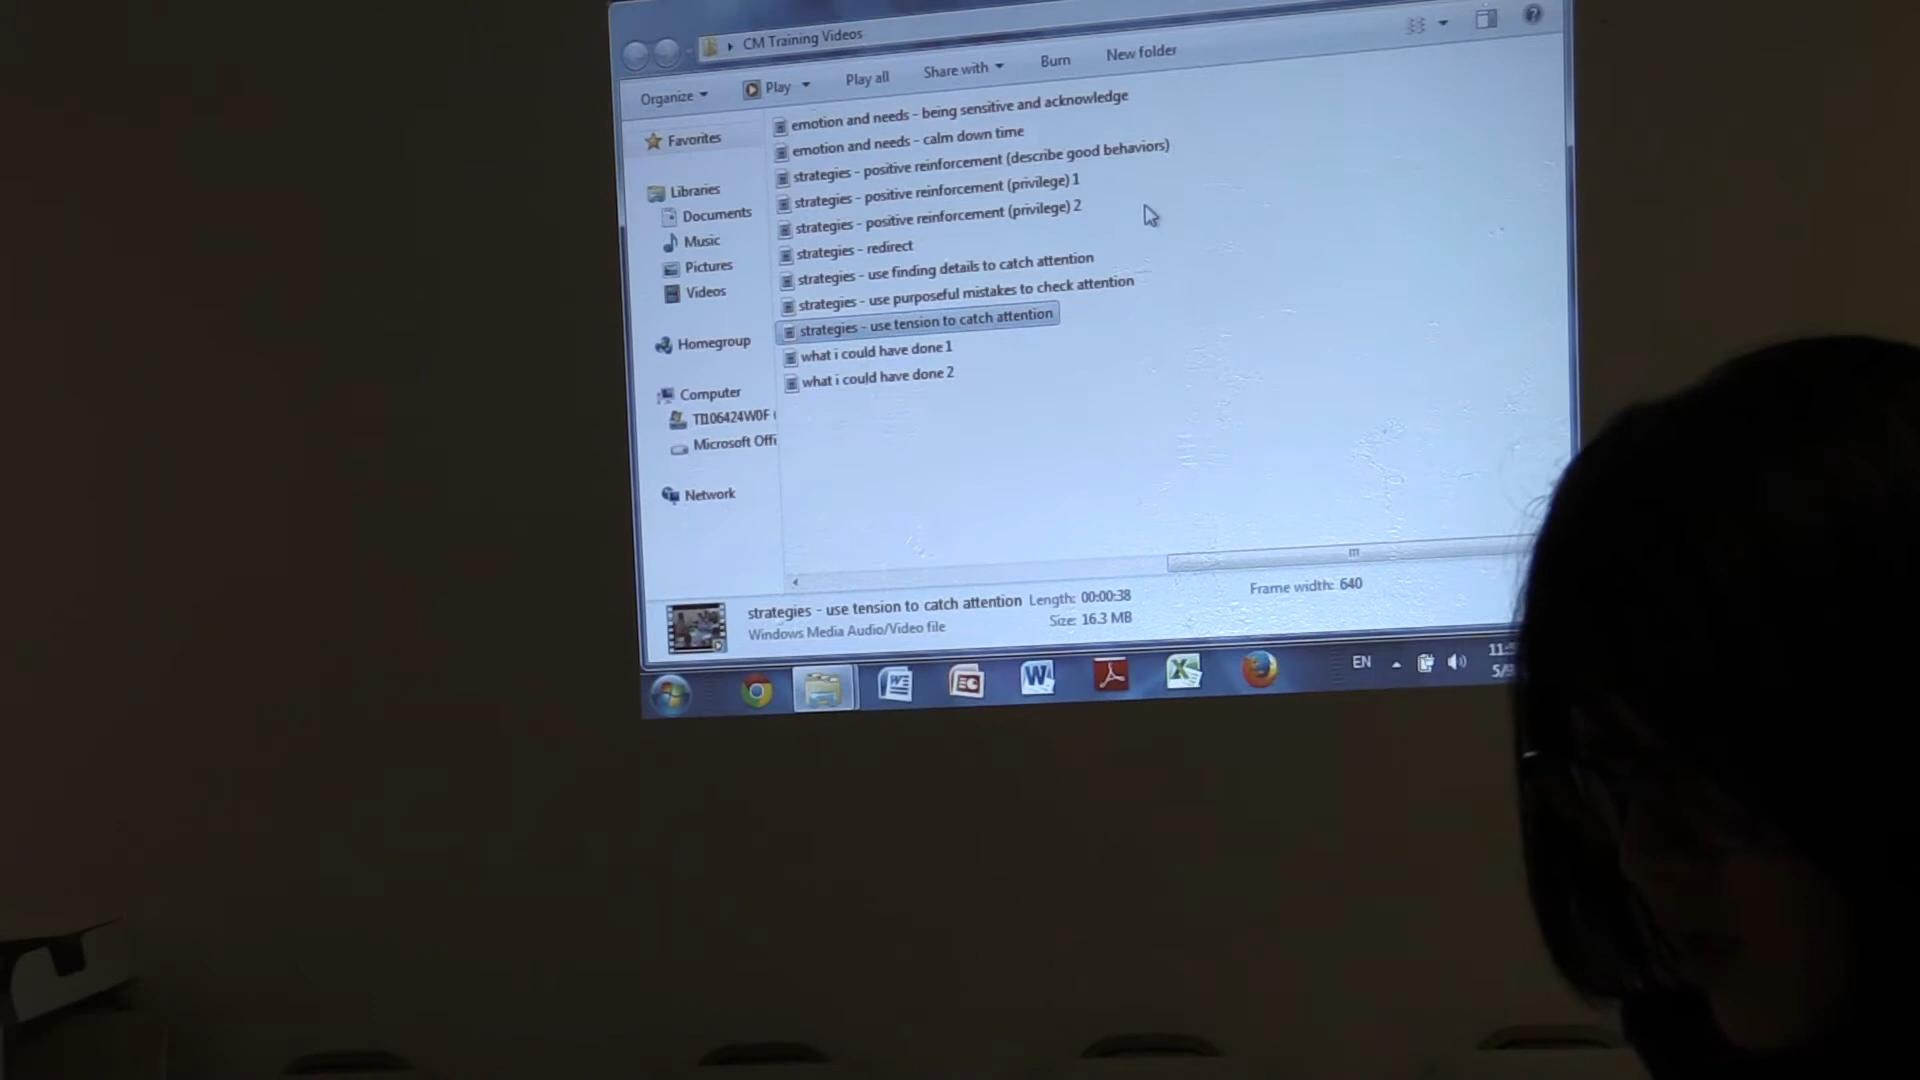 CM Training Videos
Organize Play Play all Share with Burn New folder
Favorites
Libraries
Documents
Music
Pictures
Videos
Homegroup
Computer
TI106424W0F (
Microsoft Offi
Network
emotion and needs - being sensitive and acknowledge
emotion and needs - calm down time
strategies - positive reinforcement (describe good behaviors)
strategies - positive reinforcement (privilege) 1
strategies - positive reinforcement (privilege) 2
strategies - redirect
strategies - use finding details to catch attention
strategies - use purposeful mistakes to check attention
strategies - use tension to catch attention
what i could have done 1
what i could have done 2
strategies - use tension to catch attention Length: 00:00:38 Frame width: 640
Windows Media Audio/Video file Size: 16.3 MB
EN